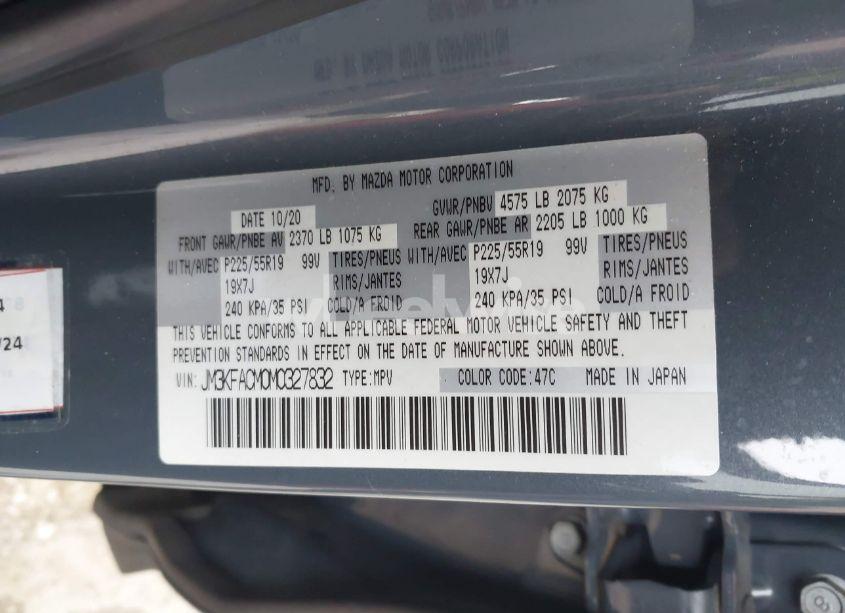 MFD. BY MAZDA MOTOR CORPORATION
DATE 10/20 GVWR/PNBV 4575 LB 2075 KG
FRONT GAWR/PNBE AV 2370 LB 1075 KG REAR GAWR/PNBE AR 2205 LB 1000 KG
WITH/AVEC P225/55R19 99V TIRES/PNEUS WITH/AVEC P225/55R19 99V TIRES/PNEUS
19X7J RIMS/JANTES 19X7J RIMS/JANTES
240 KPA/35 PSI COLD/A FROID 240 KPA/35 PSI COLD/A FROID
THIS VEHICLE CONFORMS TO ALL APPLICABLE FEDERAL MOTOR VEHICLE SAFETY AND THEFT
PREVENTION STANDARDS IN EFFECT ON THE DATE OF MANUFACTURE SHOWN ABOVE.
VIN: JM3KFACM0M0327832 TYPE:MPV COLOR CODE:47C MADE IN JAPAN
/24